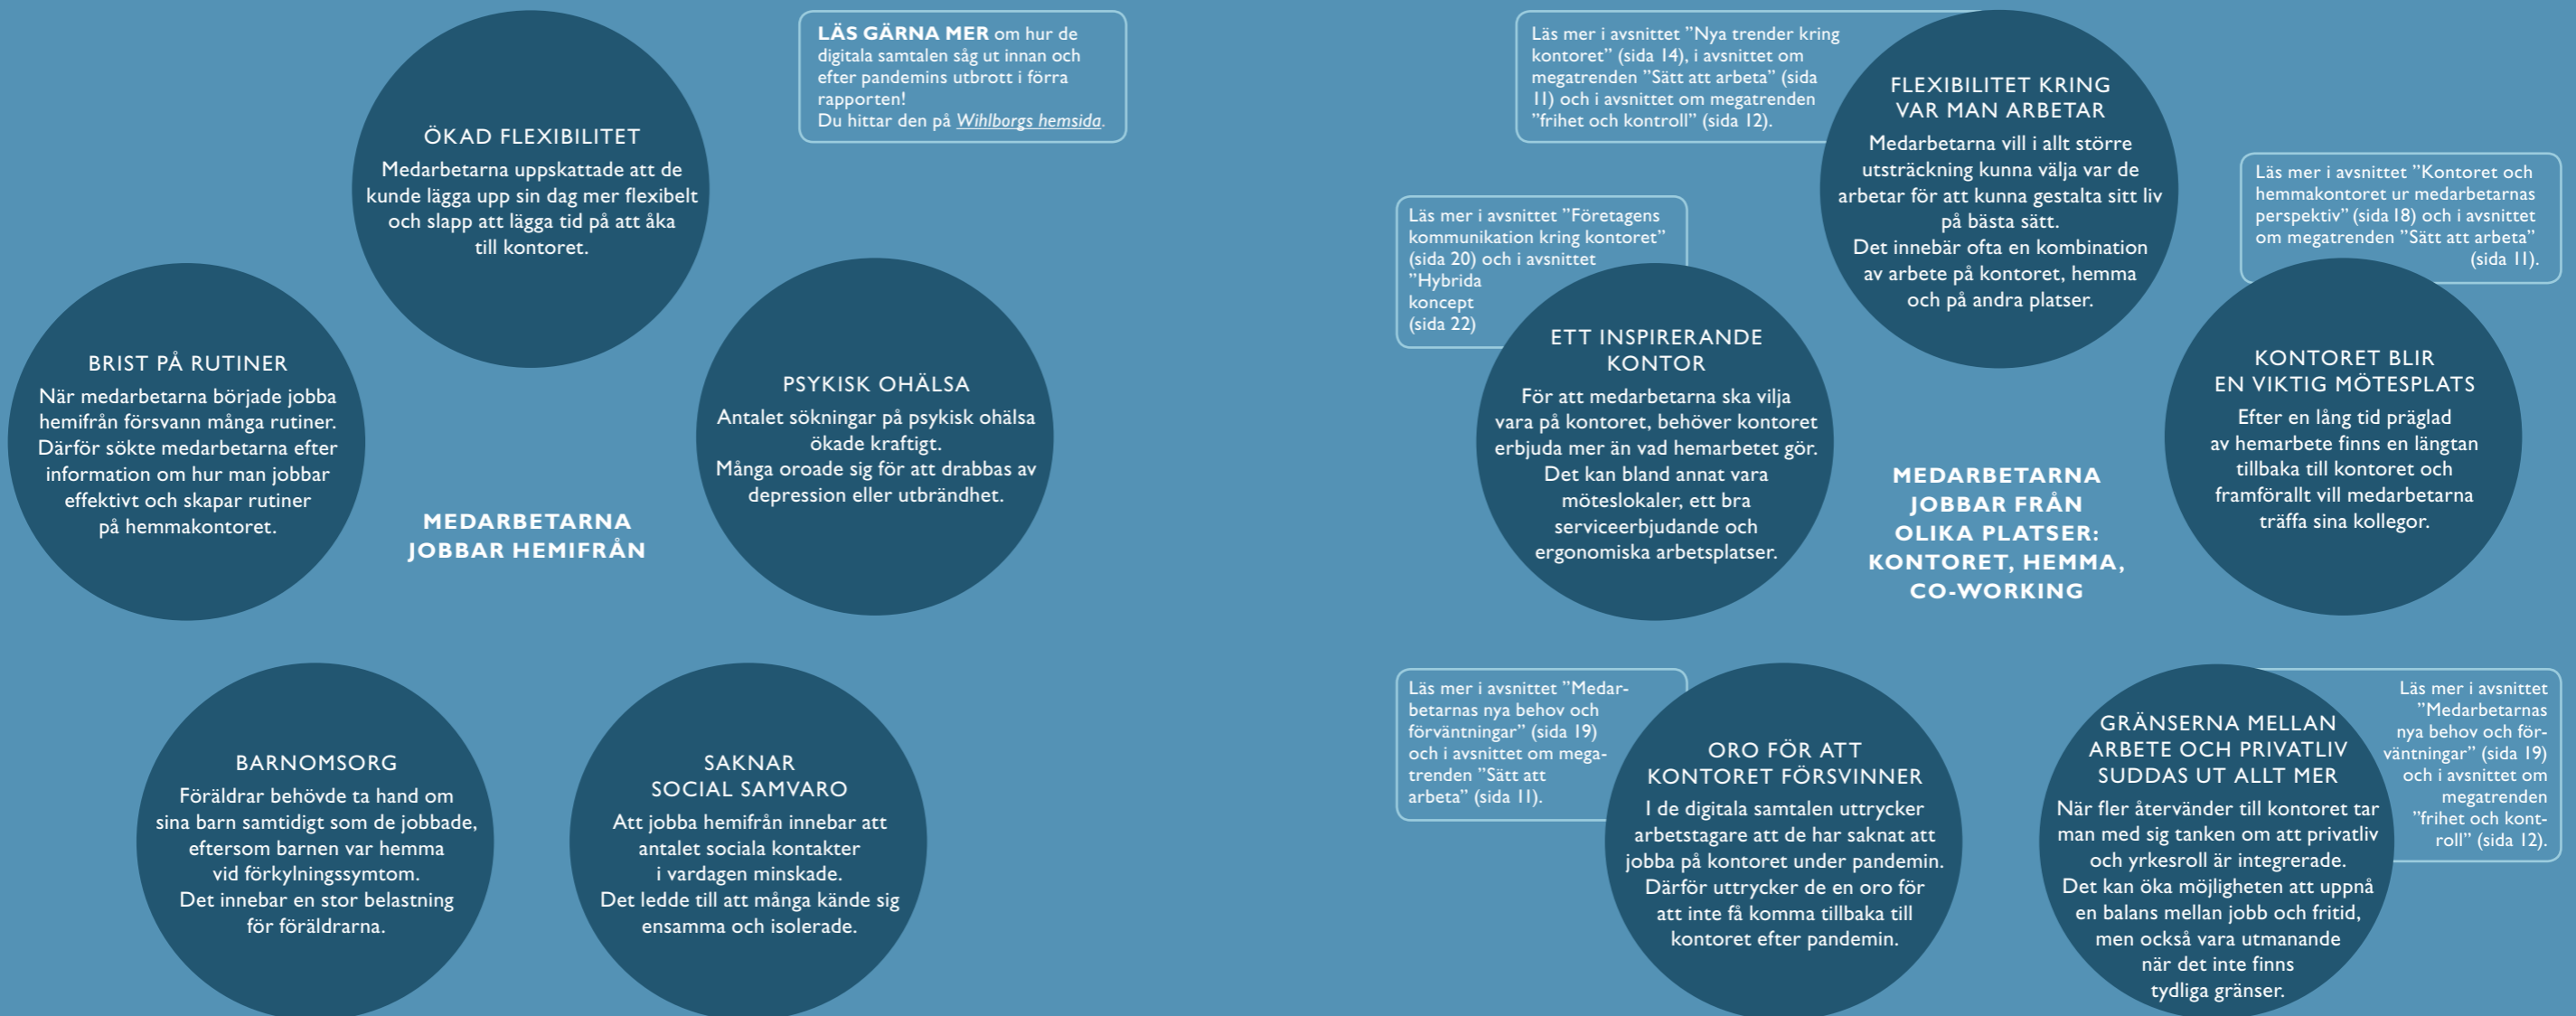 ÖKAD FLEXIBILITET
Medarbetarna uppskattade att de
kunde lägga upp sin dag mer flexibelt
och slapp att lägga tid på att åka
till kontoret.
LÄS GÄRNA MER om hur de
digitala samtalen såg ut innan och
efter pandemins utbrott i förra
rapporten!
Du hittar den på Wihlborgs hemsida.
BRIST PÅ RUTINER
När medarbetarna började jobba
hemifrån försvann många rutiner.
Därför sökte medarbetarna efter
information om hur man jobbar
effektivt och skapar rutiner
på hemmakontoret.
PSYKISK OHÄLSA
Antalet sökningar på psykisk ohälsa
ökade kraftigt.
Många oroade sig för att drabbas av
depression eller utbrändhet.
MEDARBETARNA
JOBBAR HEMIFRÅN
BARNOMSORG
Föräldrar behövde ta hand om
sina barn samtidigt som de jobbade,
eftersom barnen var hemma
vid förkylningssymtom.
Det innebar en stor belastning
för föräldrarna.
SAKNAR
SOCIAL SAMVARO
Att jobba hemifrån innebar att
antalet sociala kontakter
i vardagen minskade.
Det ledde till att många kände sig
ensamma och isolerade.
Läs mer i avsnittet ”Nya trender kring
kontoret” (sida 14), i avsnittet om
megatrenden ”Sätt att arbeta” (sida
11) och i avsnittet om megatrenden
”frihet och kontroll” (sida 12).
FLEXIBILITET KRING
VAR MAN ARBETAR
Medarbetarna vill i allt större
utsträckning kunna välja var de
arbetar för att kunna gestalta sitt liv
på bästa sätt.
Det innebär ofta en kombination
av arbete på kontoret, hemma
och på andra platser.
Läs mer i avsnittet ”Kontoret och
hemmakontoret ur medarbetarnas
perspektiv” (sida 18) och i avsnittet
om megatrenden ”Sätt att arbeta”
(sida 11).
Läs mer i avsnittet ”Företagens
kommunikation kring kontoret”
(sida 20) och i avsnittet
”Hybrida
koncept
(sida 22)
ETT INSPIRERANDE
KONTOR
För att medarbetarna ska vilja
vara på kontoret, behöver kontoret
erbjuda mer än vad hemarbetet gör.
Det kan bland annat vara
möteslokaler, ett bra
serviceerbjudande och
ergonomiska arbetsplatser.
KONTORET BLIR
EN VIKTIG MÖTESPLATS
Efter en lång tid präglad
av hemarbete finns en längtan
tillbaka till kontoret och
framförallt vill medarbetarna
träffa sina kollegor.
MEDARBETARNA
JOBBAR FRÅN
OLIKA PLATSER:
KONTORET, HEMMA,
CO-WORKING
Läs mer i avsnittet ”Medar-
betarnas nya behov och
förväntningar” (sida 19)
och i avsnittet om mega-
trenden ”Sätt att
arbeta” (sida 11).
ORO FÖR ATT
KONTORET FÖRSVINNER
I de digitala samtalen uttrycker
arbetstagare att de har saknat att
jobba på kontoret under pandemin.
Därför uttrycker de en oro för
att inte få komma tillbaka till
kontoret efter pandemin.
GRÄNSERNA MELLAN
ARBETE OCH PRIVATLIV
SUDDAS UT ALLT MER
När fler återvänder till kontoret tar
man med sig tanken om att privatliv
och yrkesroll är integrerade.
Det kan öka möjligheten att uppnå
en balans mellan jobb och fritid,
men också vara utmanande
när det inte finns
tydliga gränser.
Läs mer i avsnittet
”Medarbetarnas
nya behov och för-
väntningar” (sida 19)
och i avsnittet om
megatrenden
”frihet och kont-
roll” (sida 12).